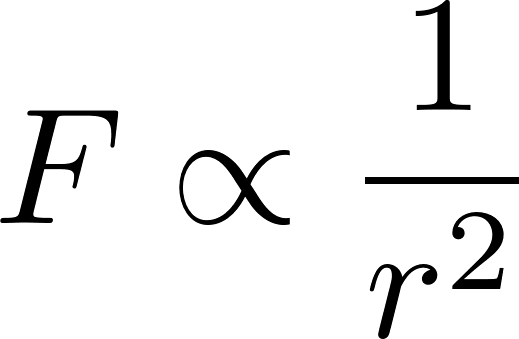 F ∝ 1/r²